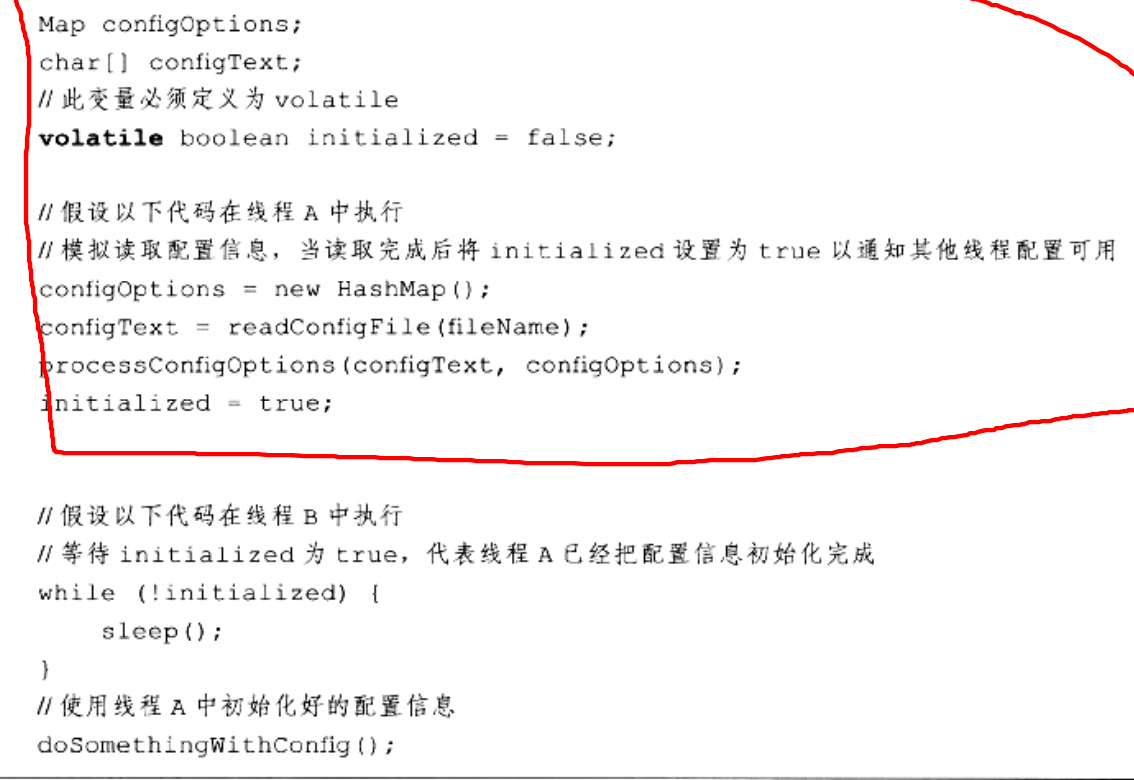 Map configOptions;
char[] configText;
// 此变量必须定义为 volatile
volatile boolean initialized = false;
// 假设以下代码在线程 A 中执行
// 模拟读取配置信息，当读取完成后将 initialized 设置为 true 以通知其他线程配置可用
configOptions = new HashMap();
configText = readConfigFile(fileName);
processConfigOptions(configText, configOptions);
initialized = true;
// 假设以下代码在线程 B 中执行
// 等待 initialized 为 true，代表线程 A 已经把配置信息初始化完成
while (!initialized) {
sleep();
}
// 使用线程 A 中初始化好的配置信息
doSomethingWithConfig();